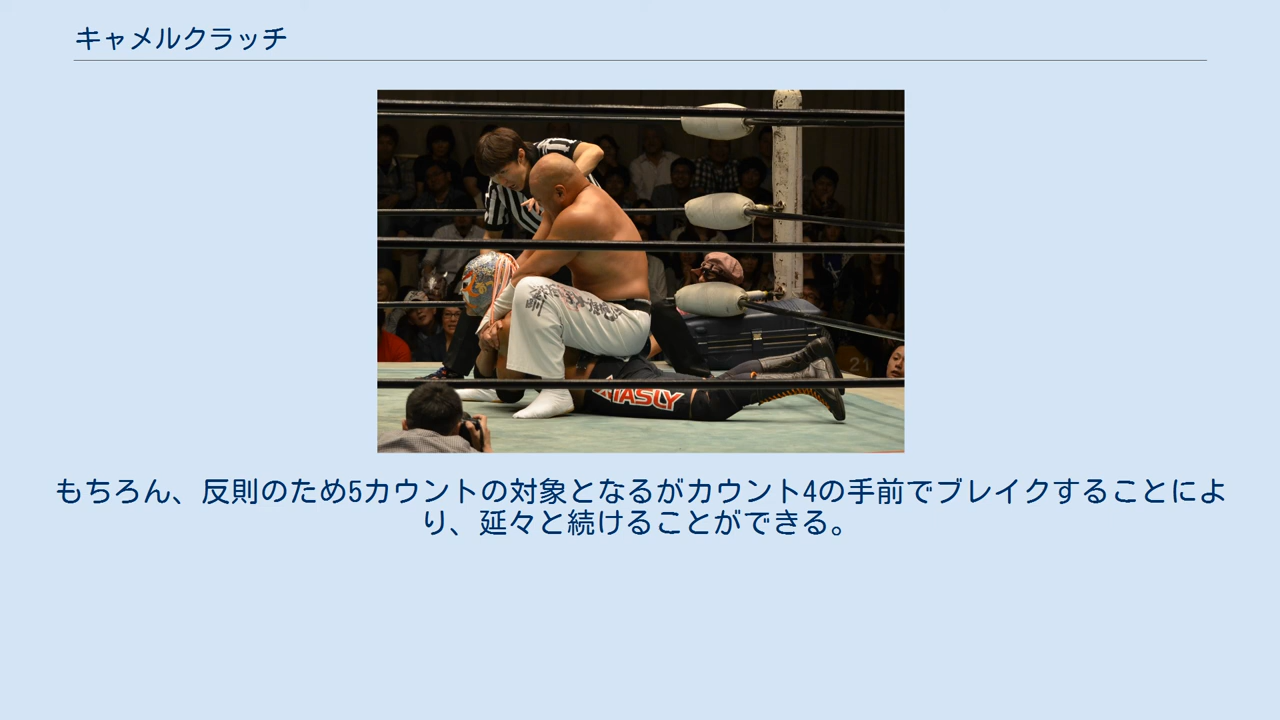 キャメルクラッチ
もちろん、反則のため5カウントの対象となるがカウント4の手前でブレイクすることによ
り、延々と続けることができる。